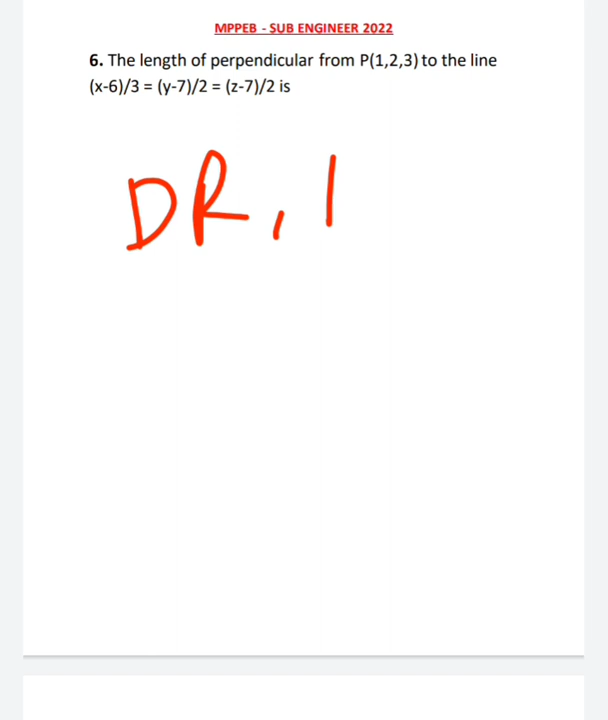 MPPEB - SUB ENGINEER 2022
6. The length of perpendicular from P(1,2,3) to the line
(x-6)/3 = (y-7)/2 = (z-7)/2 is
DR, 1